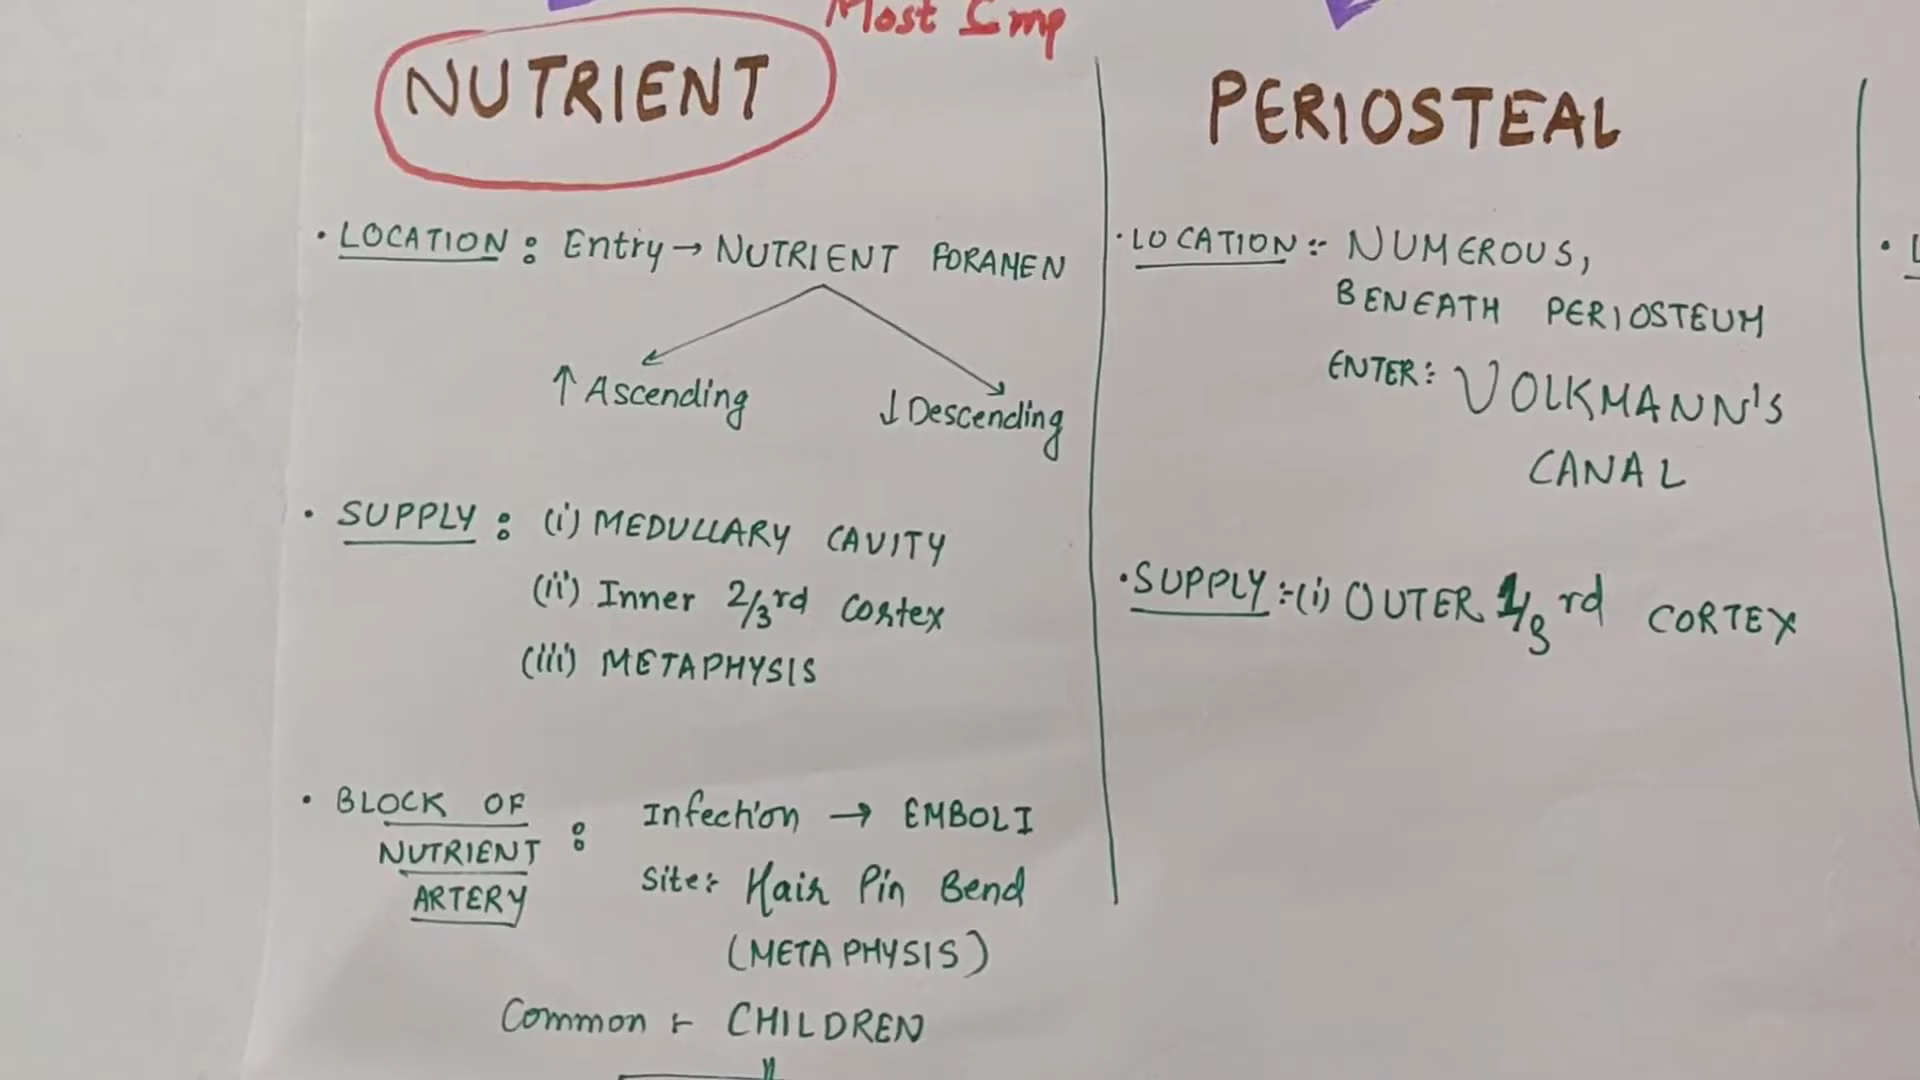 Most Imp
NUTRIENT
• LOCATION : Entry → NUTRIENT FORAMEN
↑ Ascending
↓ Descending
• SUPPLY : (i) MEDULLARY CAVITY
(ii) Inner 2/3rd Cortex
(iii) METAPHYSIS
• BLOCK OF
NUTRIENT
ARTERY :
Infection → EMBOLI
Site:- Hair Pin Bend
(METAPHYSIS)
Common :- CHILDREN
PERIOSTEAL
• LOCATION :- NUMEROUS,
BENEATH PERIOSTEUM
ENTER:- VOLKMANN'S
CANAL
• SUPPLY :- (i) OUTER 1/3 rd CORTEX